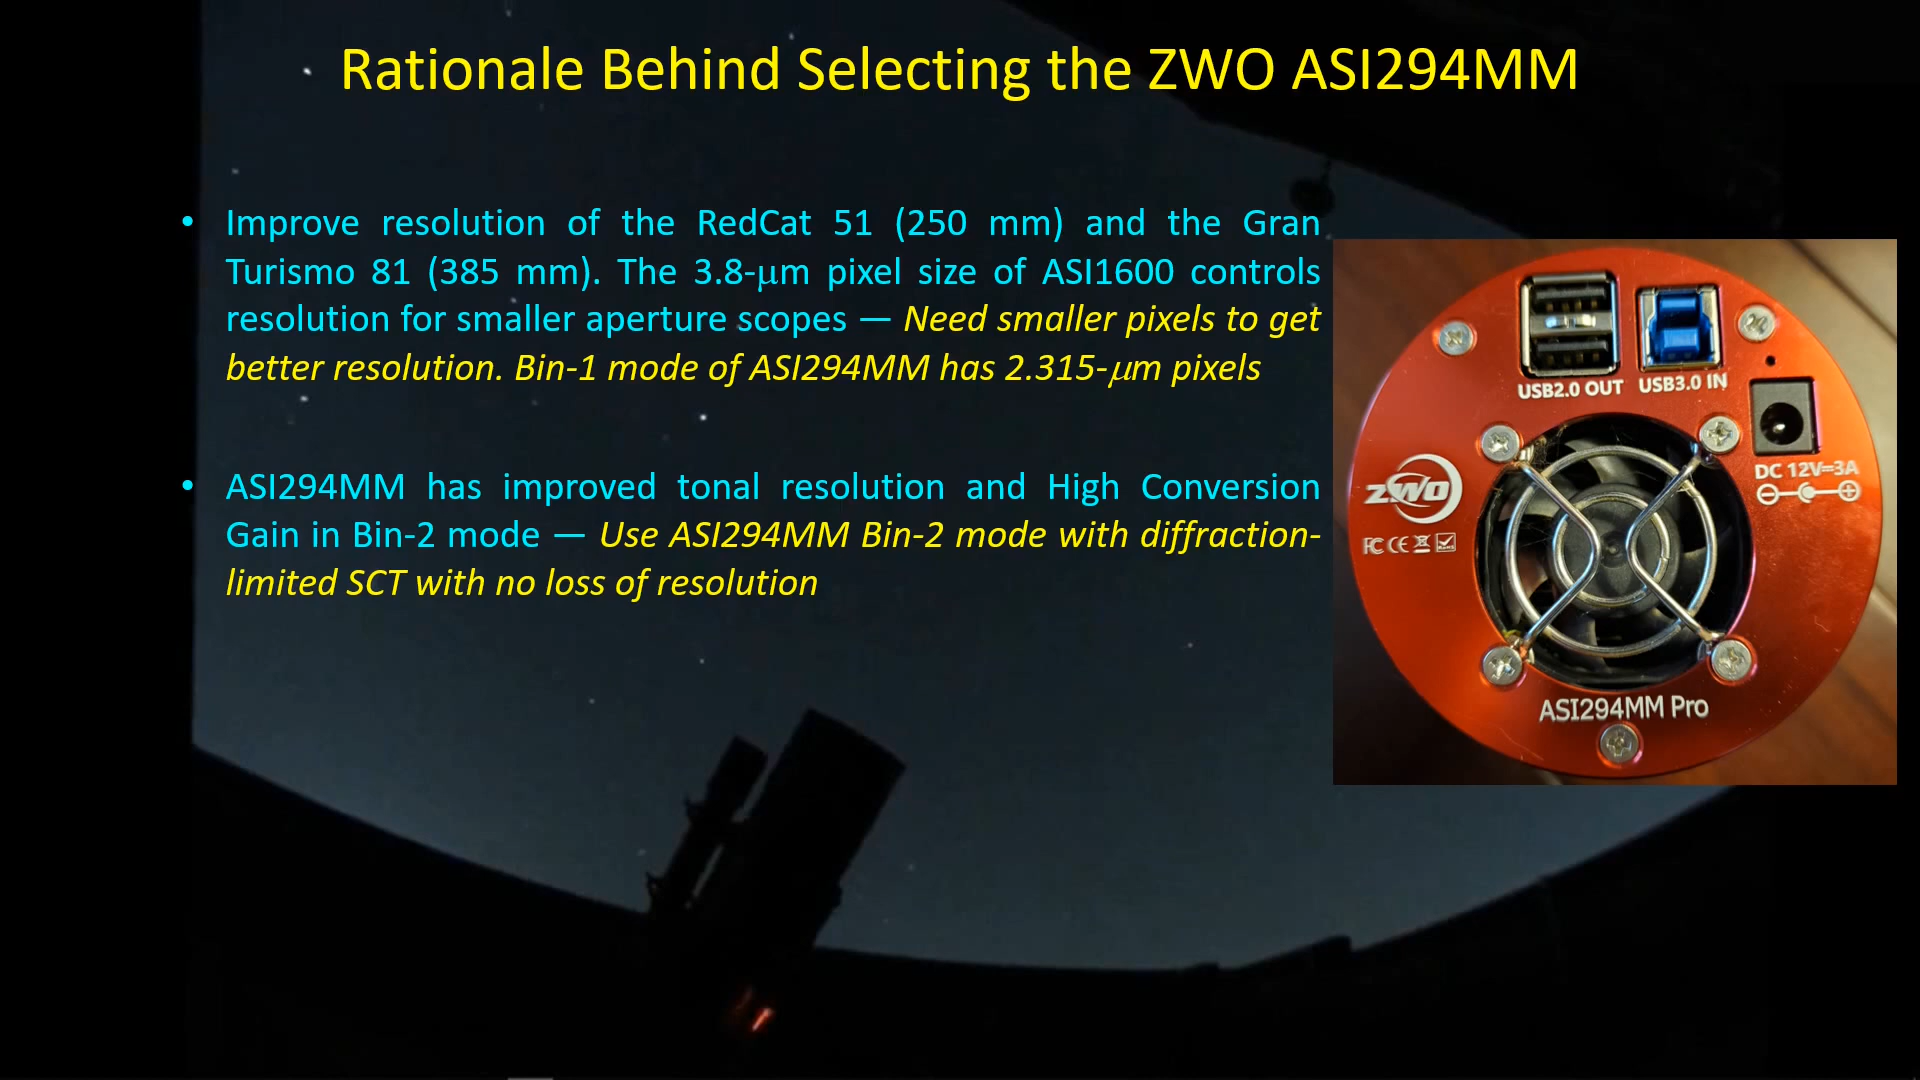 Rationale Behind Selecting the ZWO ASI294MM
• Improve resolution of the RedCat 51 (250 mm) and the Gran
Turismo 81 (385 mm). The 3.8-μm pixel size of ASI1600 controls
resolution for smaller aperture scopes — Need smaller pixels to get
better resolution. Bin-1 mode of ASI294MM has 2.315-μm pixels
• ASI294MM has improved tonal resolution and High Conversion
Gain in Bin-2 mode — Use ASI294MM Bin-2 mode with diffraction-
limited SCT with no loss of resolution
USB2.0 OUT
USB3.0 IN
DC 12V⎓3A
ZWO
FC CE
RoHS
ASI294MM Pro